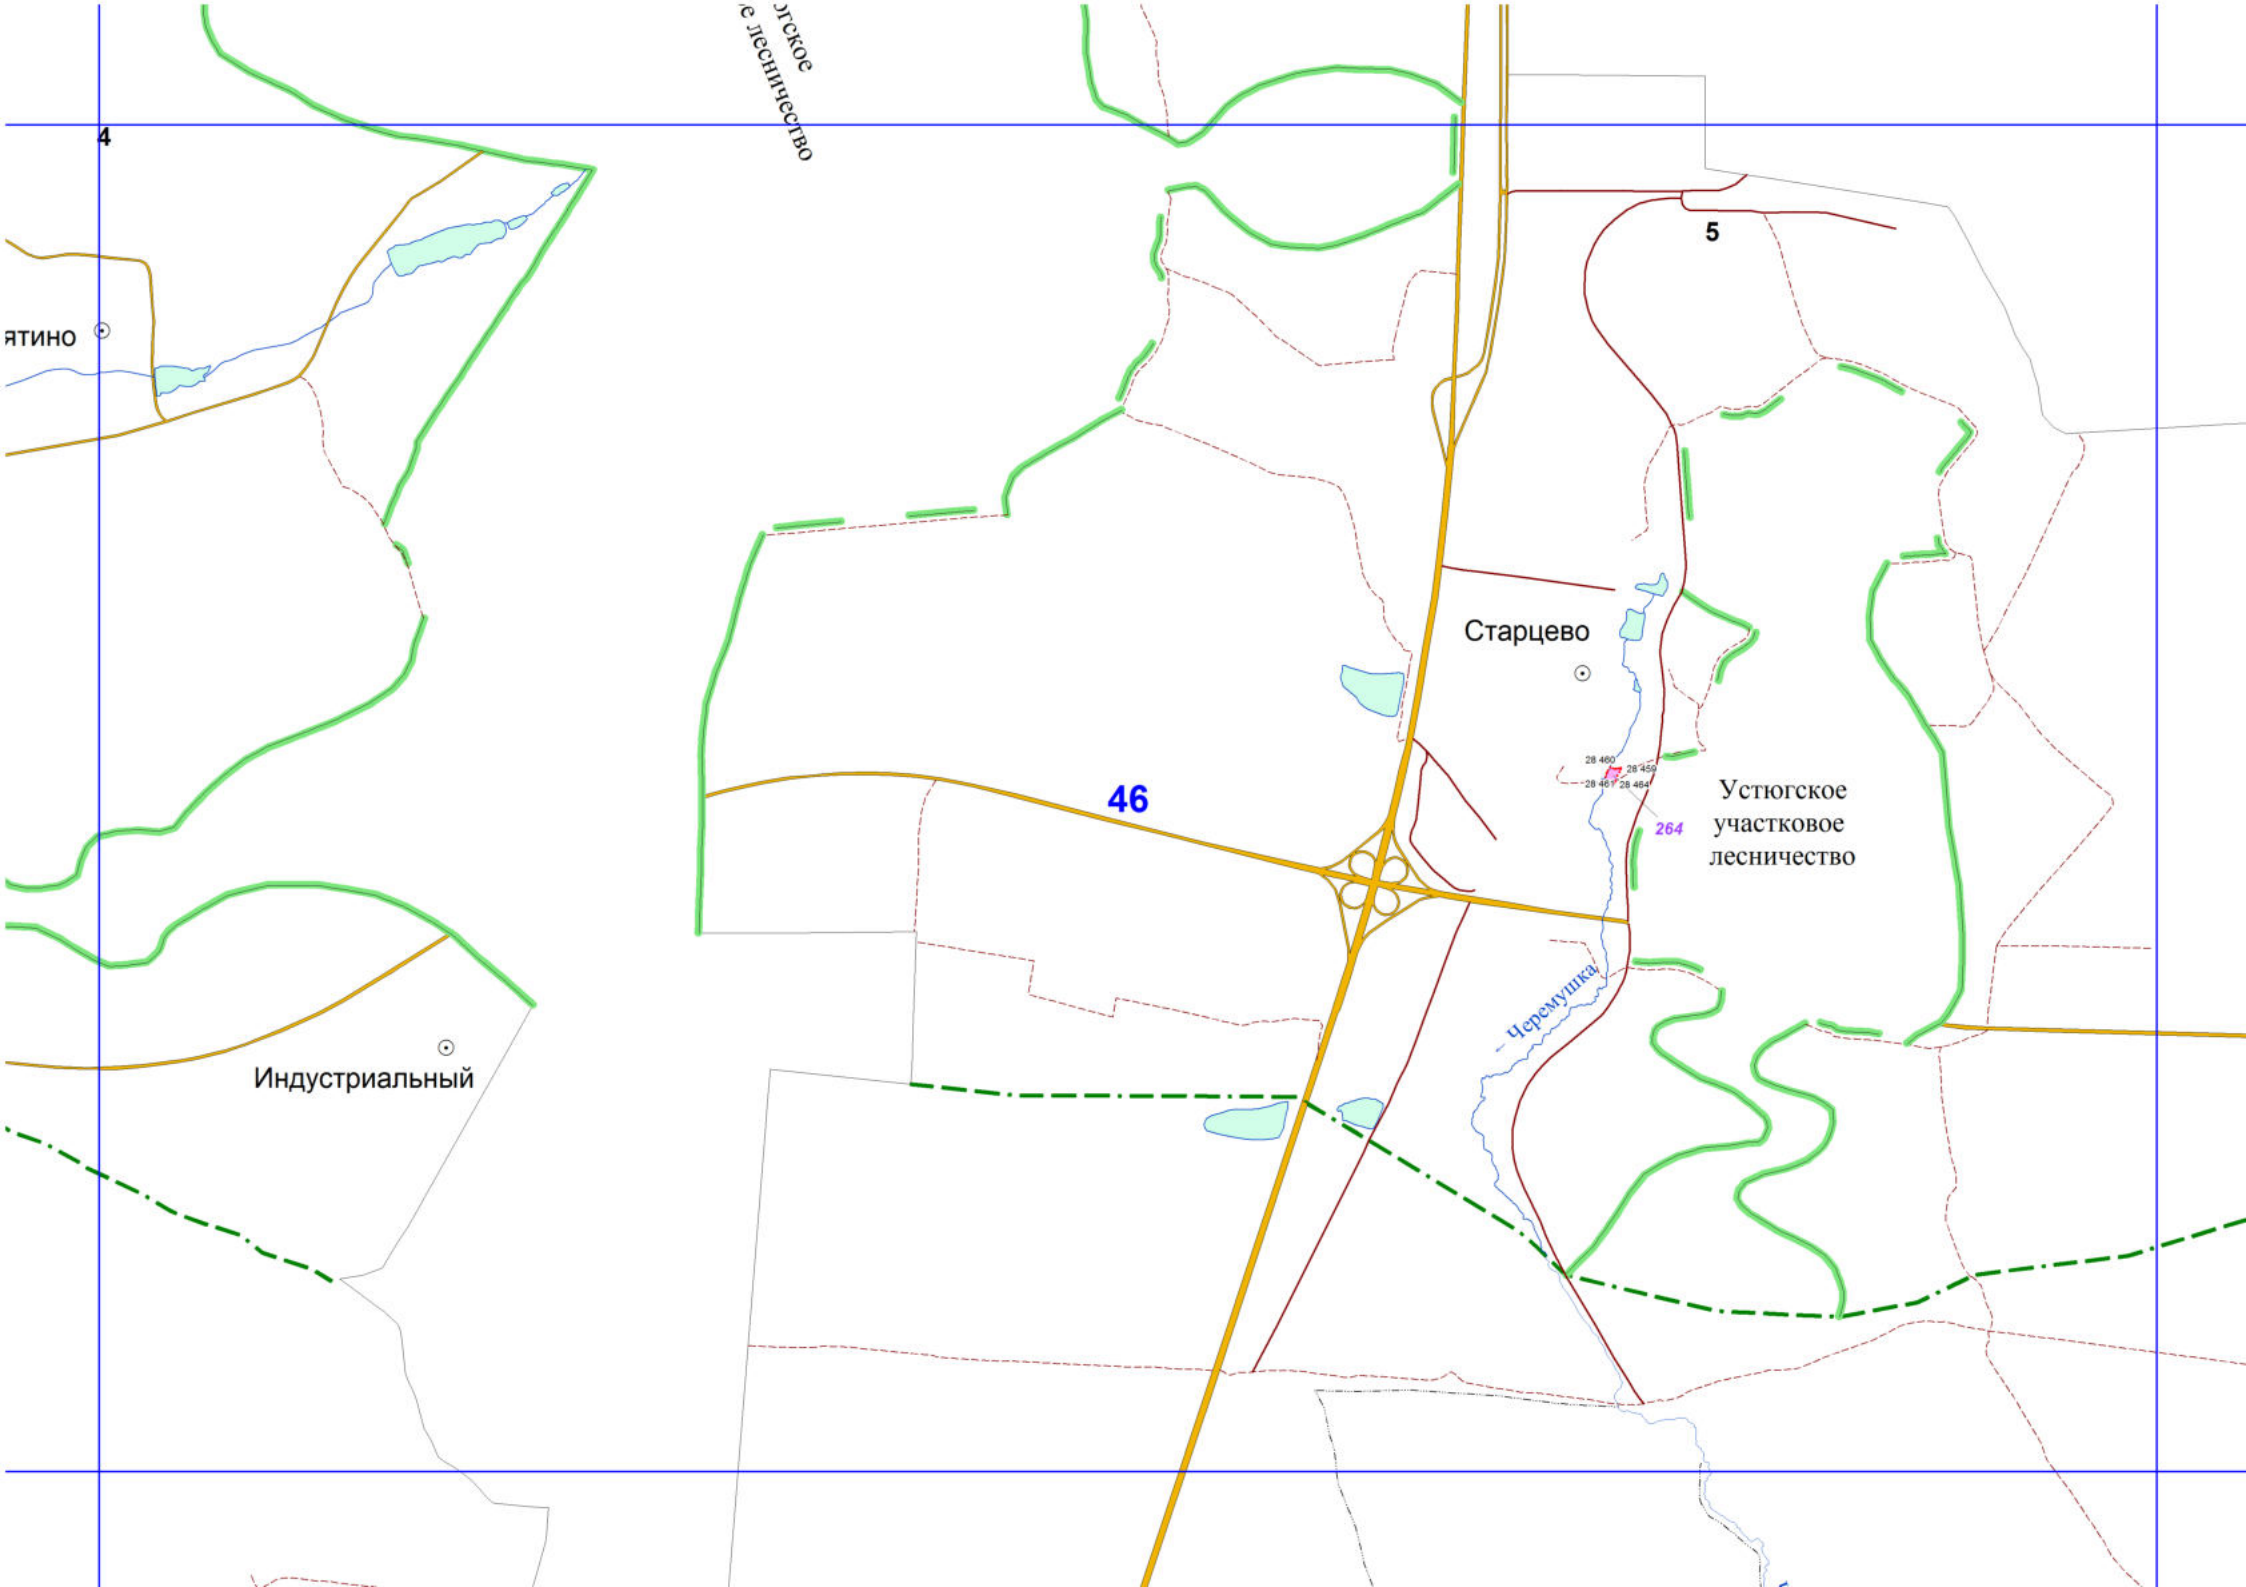 4
5
ятино
Старцево
28 460
28 459
28 461
28 464
46
264
Устюгское
участковое
лесничество
Черемушка
Индустриальный
огское
е лесничество